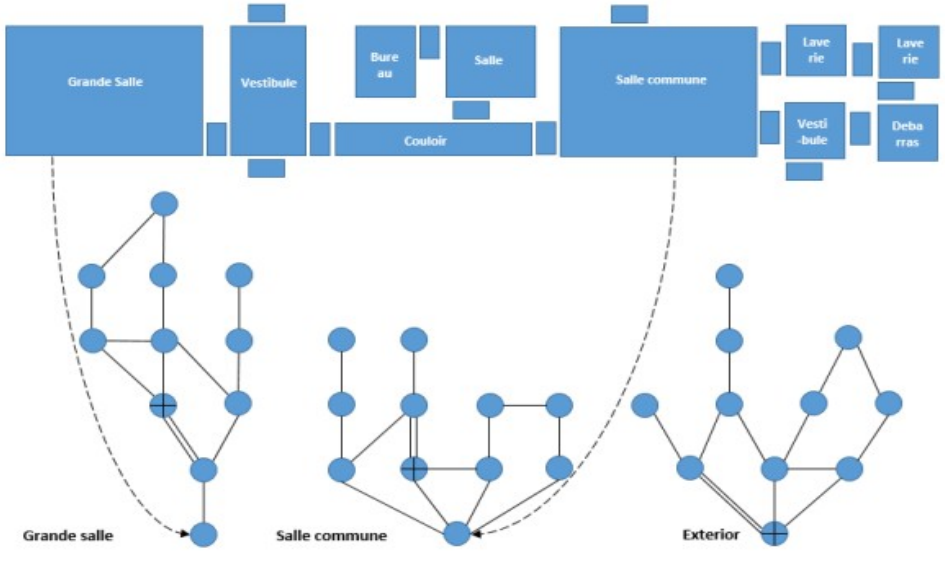 Grande Salle
Vestibule
Bure
au
Salle
Salle commune
Lave
rie
Lave
rie
Couloir
Vesti
-bule
Deba
rras
Grande salle
Salle commune
Exterior